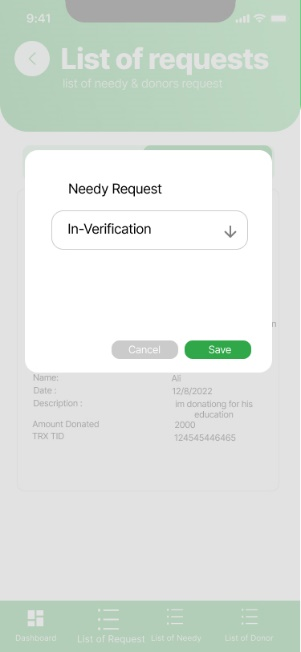 9:41
List of requests
list of needy & donors request
Needy Request
In-Verification
Cancel
Save
n
Name: Ali
Date : 12/8/2022
Description : im donationg for his
education
Amount Donated 2000
TRX TID 124545446465
Dashboard List of Request List of Needy List of Donor